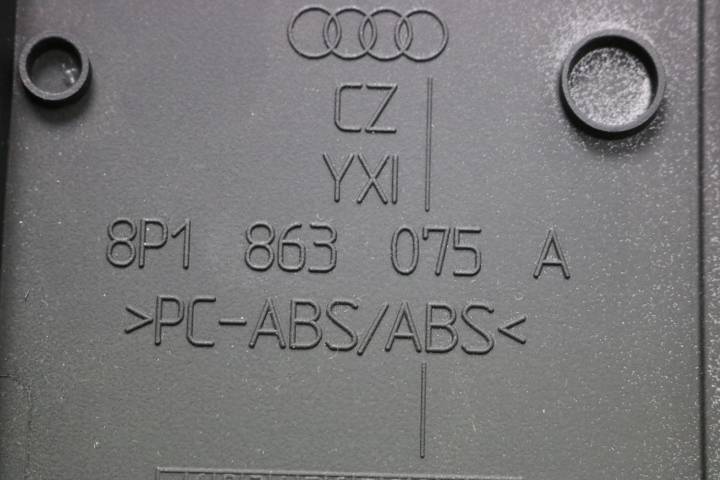 CZ
YXI
8P1 863 075 A
>PC-ABS/ABS<